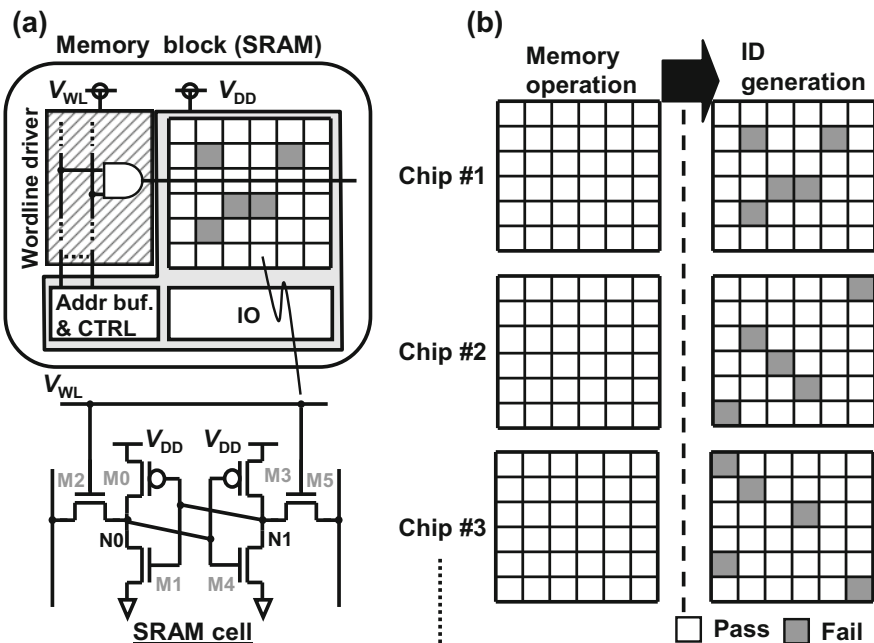 (a)
Memory block (SRAM)
VWL
VDD
Wordline driver
Addr buf.
& CTRL
IO
VWL
VDD
VDD
M2
M0
M3
M5
N0
N1
M1
M4
SRAM cell
(b)
Memory
operation
ID
generation
Chip #1
Chip #2
Chip #3
Pass
Fail